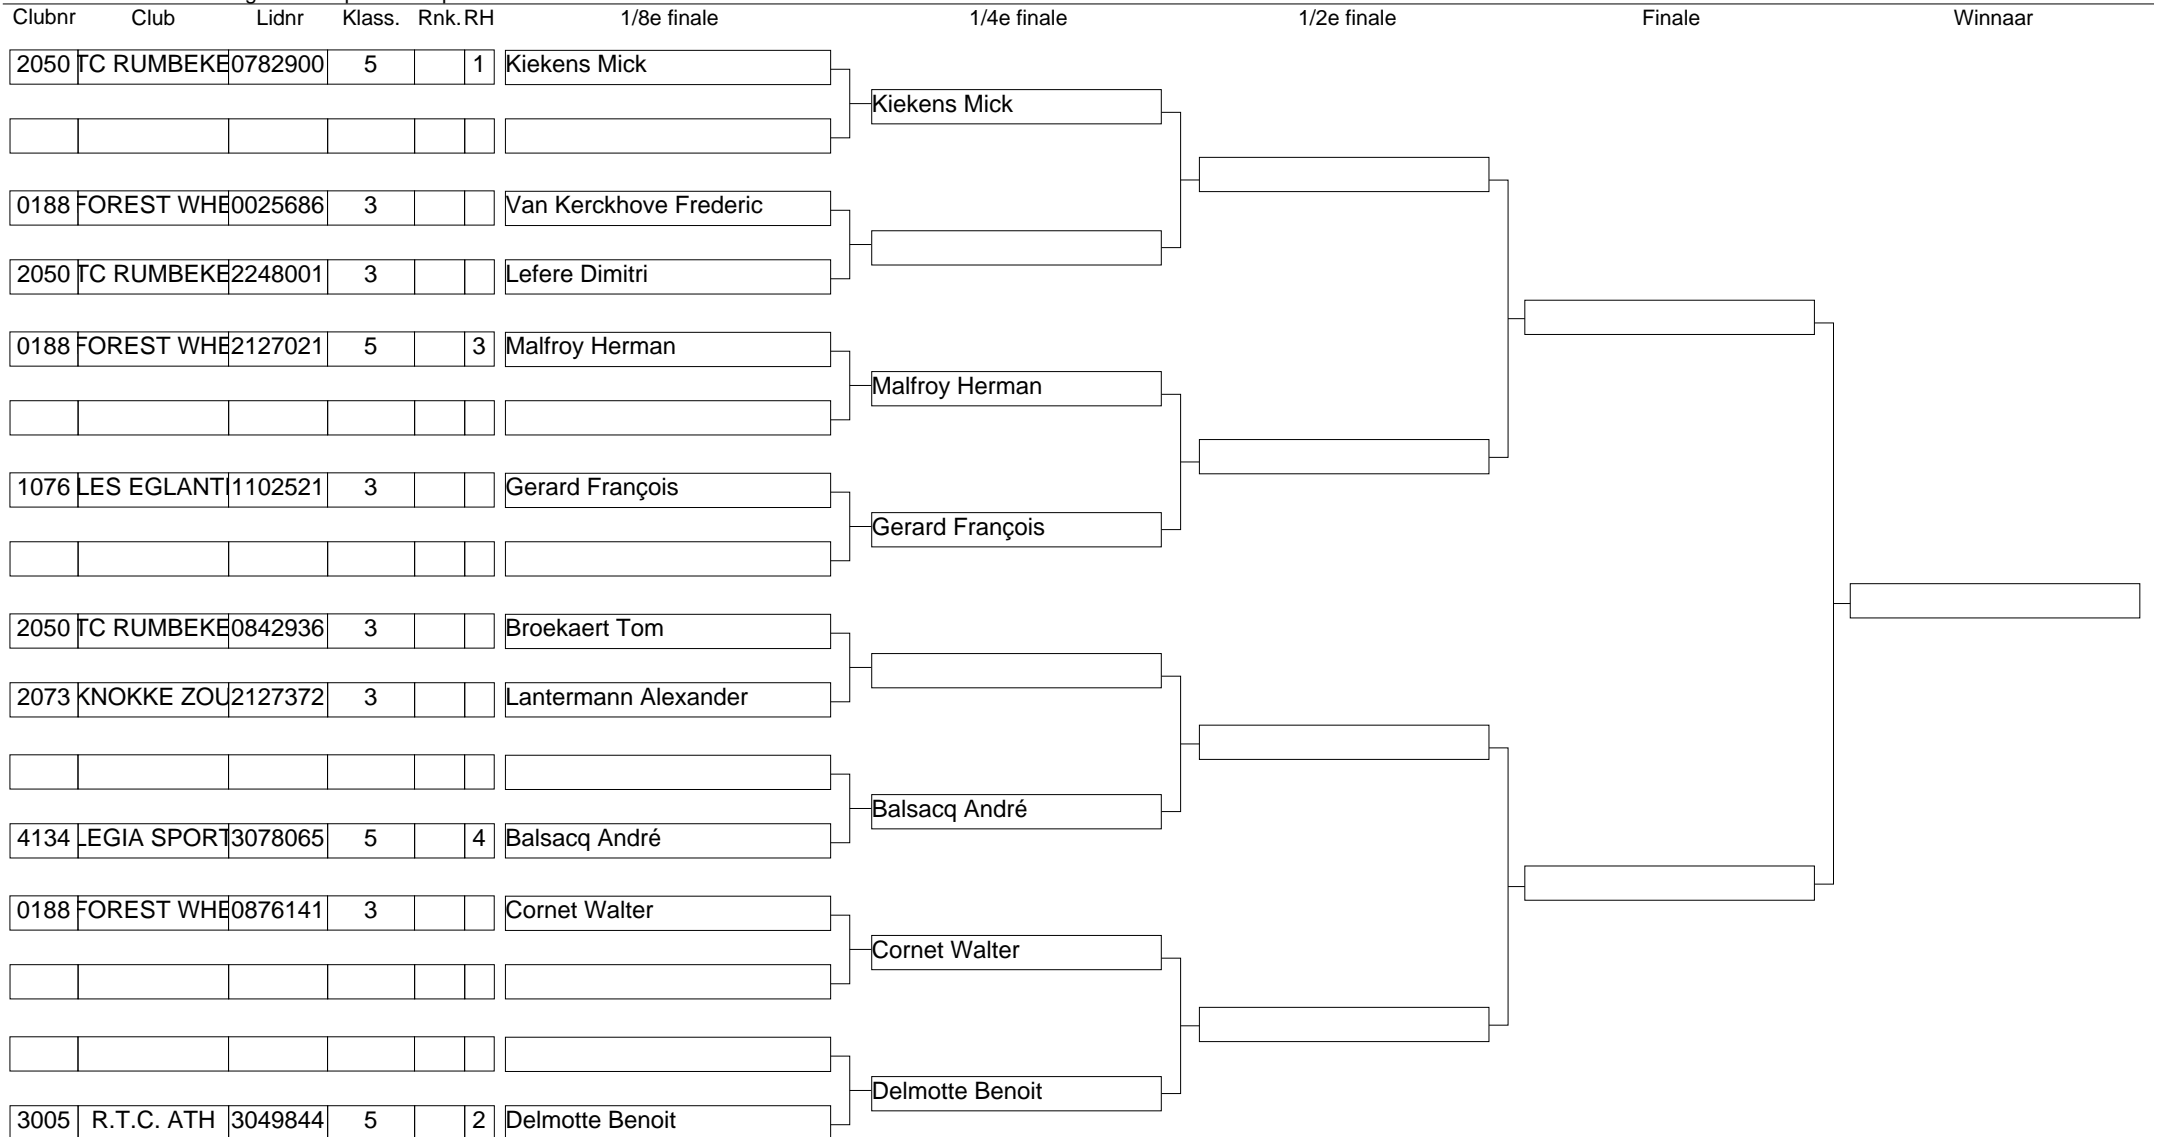 Clubnr Club Lidnr Klass. Rnk. RH 1/8e finale 1/4e finale 1/2e finale Finale Winnaar
2050 TC RUMBEKE 0782900 5 1 Kiekens Mick
Kiekens Mick
0188 FOREST WHE 0025686 3 Van Kerckhove Frederic
2050 TC RUMBEKE 2248001 3 Lefere Dimitri
0188 FOREST WHE 2127021 5 3 Malfroy Herman
Malfroy Herman
1076 LES EGLANTI 1102521 3 Gerard François
Gerard François
2050 TC RUMBEKE 0842936 3 Broekaert Tom
2073 KNOKKE ZOU 2127372 3 Lantermann Alexander
Balsacq André
4134 LEGIA SPORT 3078065 5 4 Balsacq André
0188 FOREST WHE 0876141 3 Cornet Walter
Cornet Walter
Delmotte Benoit
3005 R.T.C. ATH 3049844 5 2 Delmotte Benoit